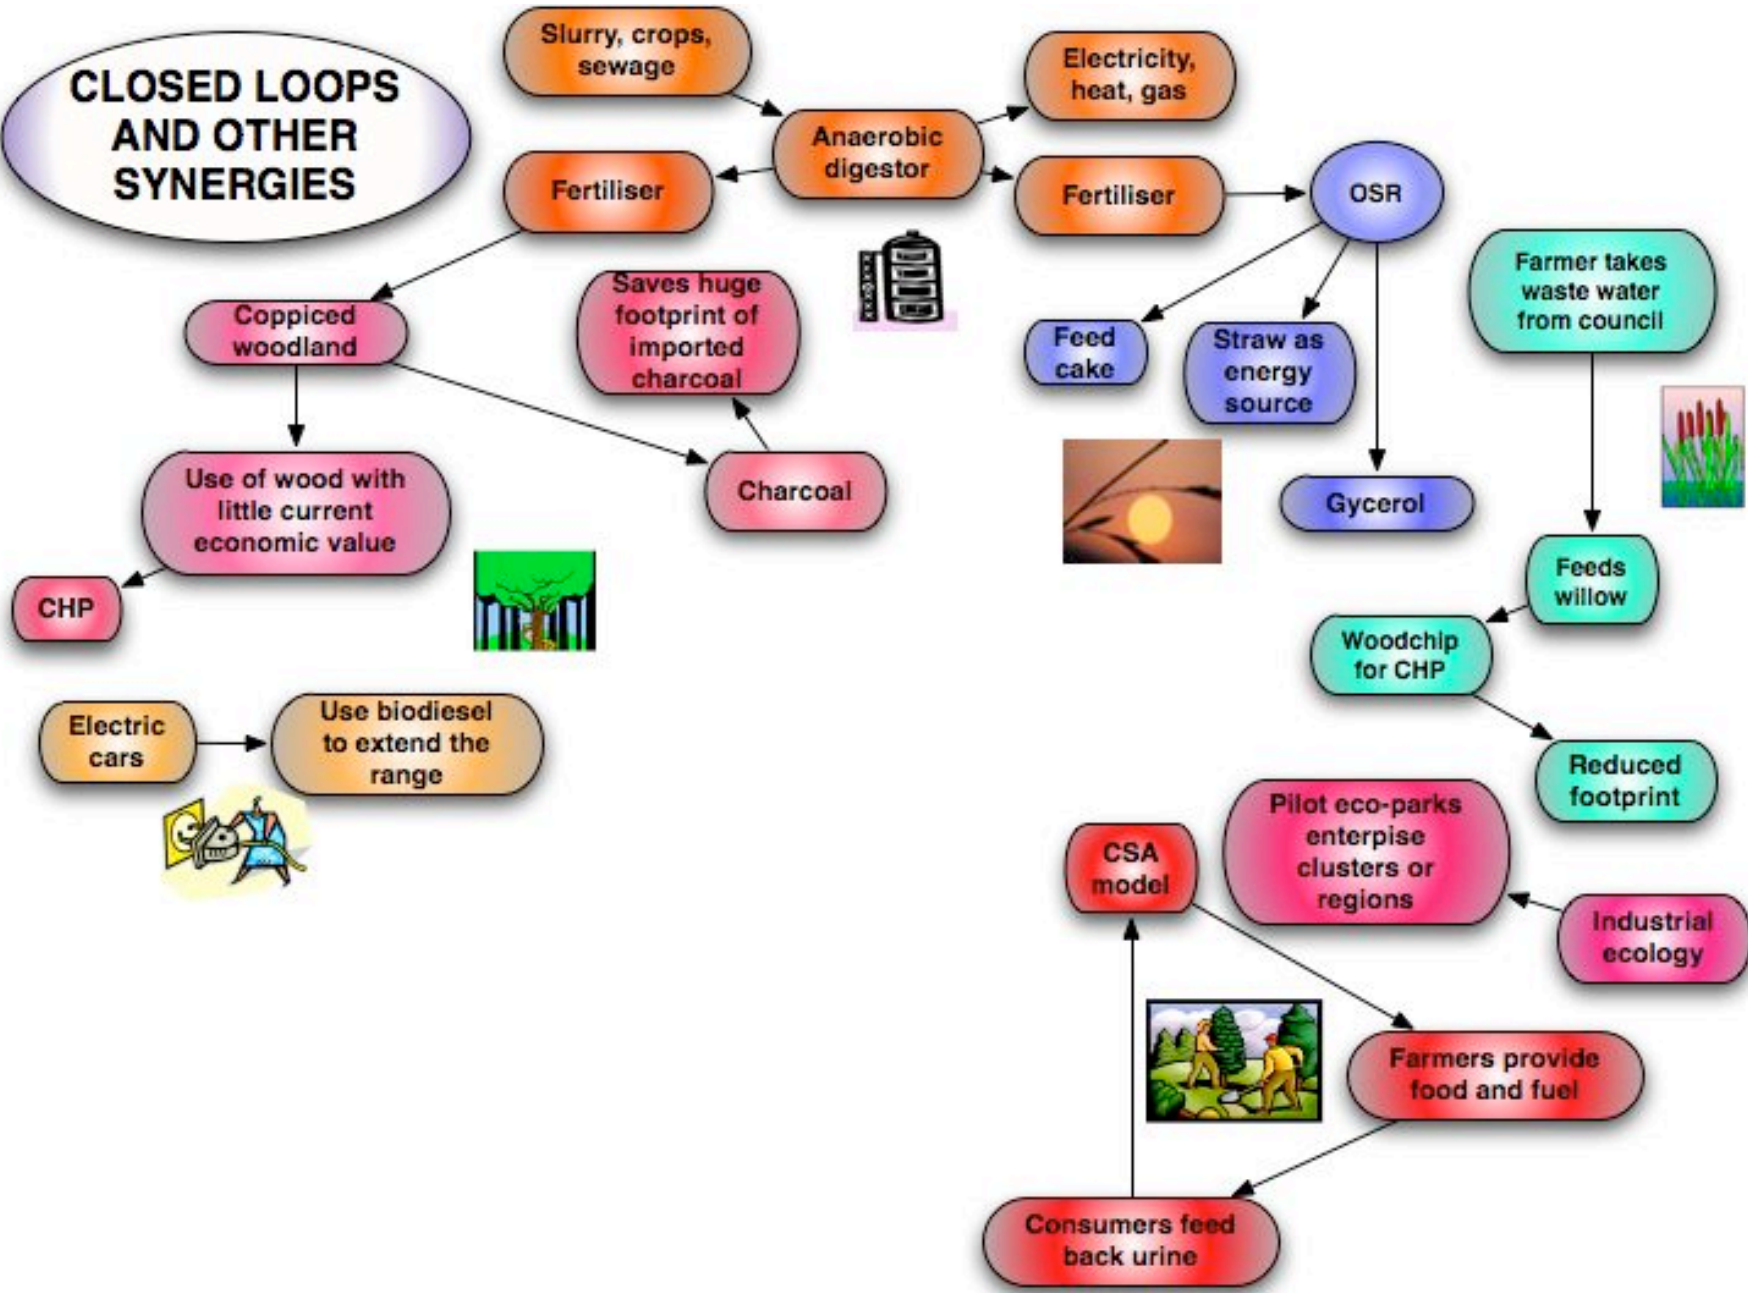 CLOSED LOOPS
AND OTHER
SYNERGIES
Slurry, crops,
sewage
Electricity,
heat, gas
Anaerobic
digestor
Fertiliser
Fertiliser
OSR
Farmer takes
waste water
from council
Saves huge
footprint of
imported
charcoal
Coppiced
woodland
Feed
cake
Straw as
energy
source
Use of wood with
little current
economic value
Charcoal
Gycerol
CHP
Feeds
willow
Woodchip
for CHP
Electric
cars
Use biodiesel
to extend the
range
Reduced
footprint
Pilot eco-parks
enterpise
clusters or
regions
CSA
model
Industrial
ecology
Farmers provide
food and fuel
Consumers feed
back urine